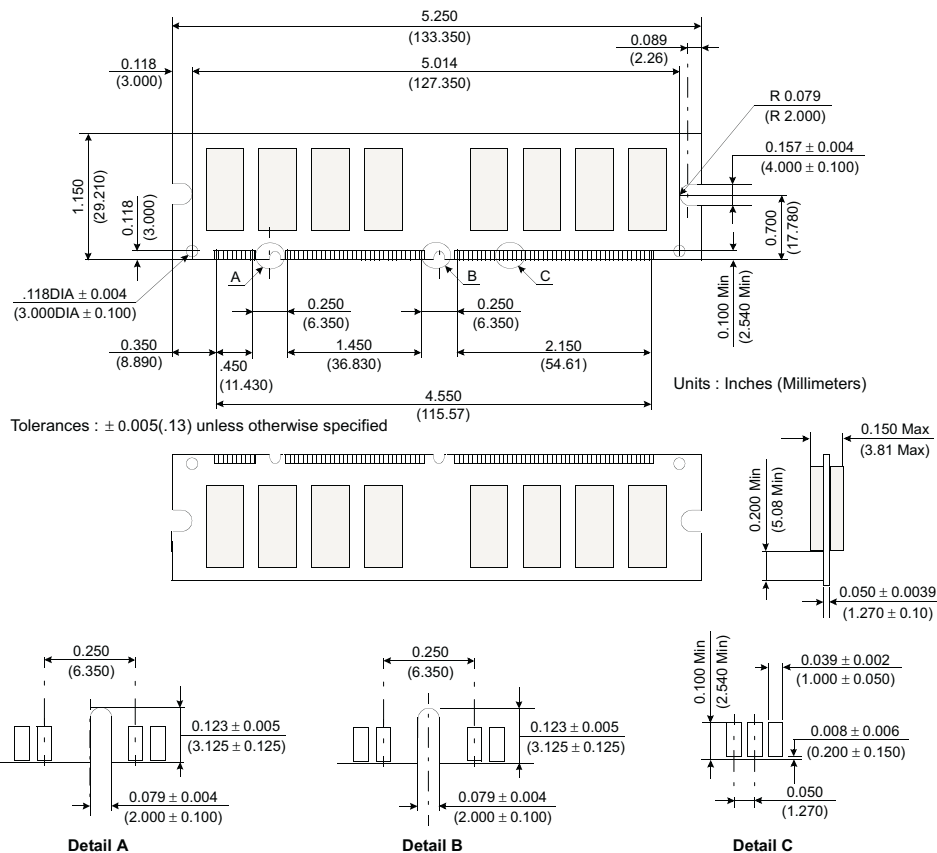 5.250
(133.350)
0.089
(2.26)
0.118
(3.000)
5.014
(127.350)
R 0.079
(R 2.000)
0.157 ± 0.004
(4.000 ± 0.100)
1.150
(29.210)
0.118
(3.000)
0.700
(17.780)
A
B
C
.118DIA ± 0.004
(3.000DIA ± 0.100)
0.250
(6.350)
0.250
(6.350)
0.100 Min
(2.540 Min)
0.350
(8.890)
.450
(11.430)
1.450
(36.830)
2.150
(54.61)
Units : Inches (Millimeters)
4.550
(115.57)
Tolerances : ± 0.005(.13) unless otherwise specified
0.150 Max
(3.81 Max)
0.200 Min
(5.08 Min)
0.050 ± 0.0039
(1.270 ± 0.10)
0.250
(6.350)
0.123 ± 0.005
(3.125 ± 0.125)
0.079 ± 0.004
(2.000 ± 0.100)
Detail A
0.250
(6.350)
0.123 ± 0.005
(3.125 ± 0.125)
0.079 ± 0.004
(2.000 ± 0.100)
Detail B
0.100 Min
(2.540 Min)
0.039 ± 0.002
(1.000 ± 0.050)
0.008 ± 0.006
(0.200 ± 0.150)
0.050
(1.270)
Detail C